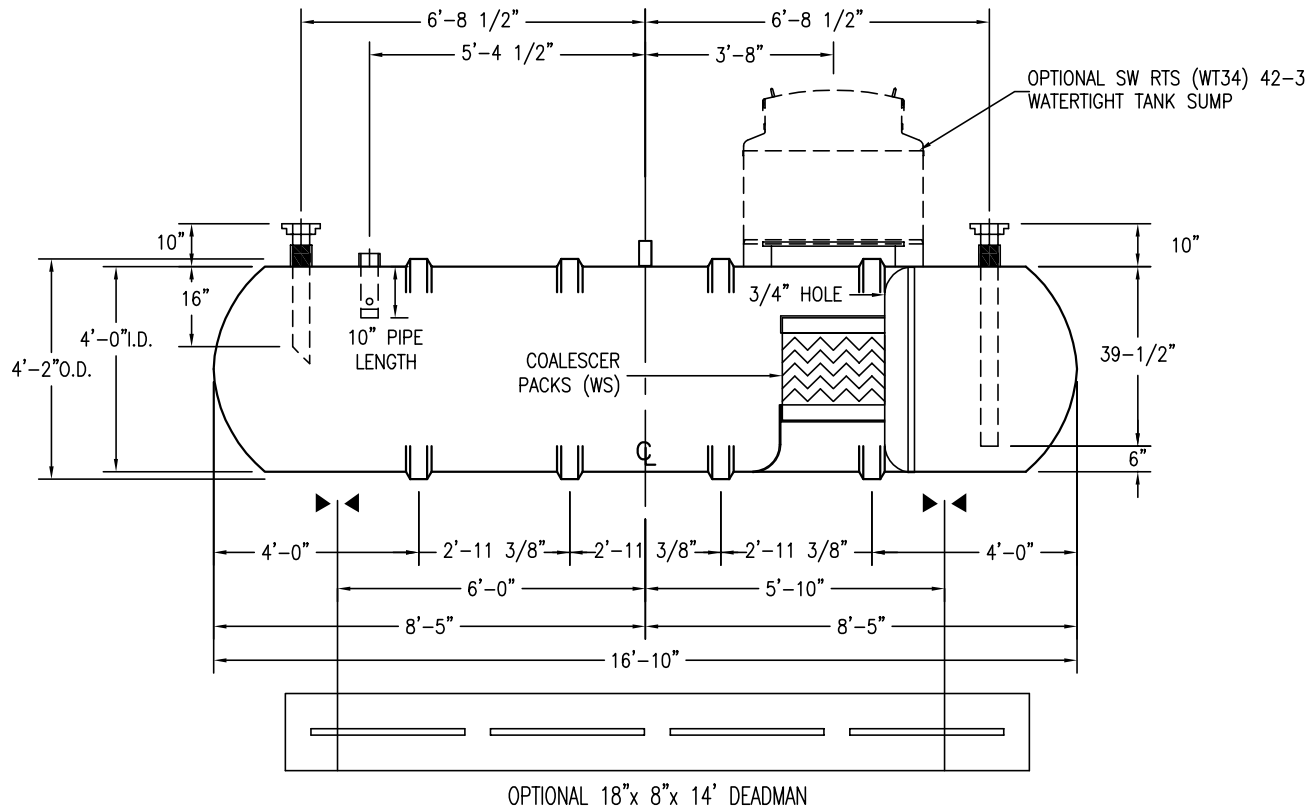 6'-8 1/2"
6'-8 1/2"
5'-4 1/2"
3'-8"
OPTIONAL SW RTS (WT34) 42-3
WATERTIGHT TANK SUMP
10"
10"
16"
3/4" HOLE
4'-0"I.D.
10" PIPE
LENGTH
4'-2"O.D.
COALESCER
PACKS (WS)
39-1/2"
CL
6"
4'-0"
2'-11 3/8"
2'-11 3/8"
2'-11 3/8"
4'-0"
6'-0"
5'-10"
8'-5"
8'-5"
16'-10"
OPTIONAL 18"x 8"x 14' DEADMAN